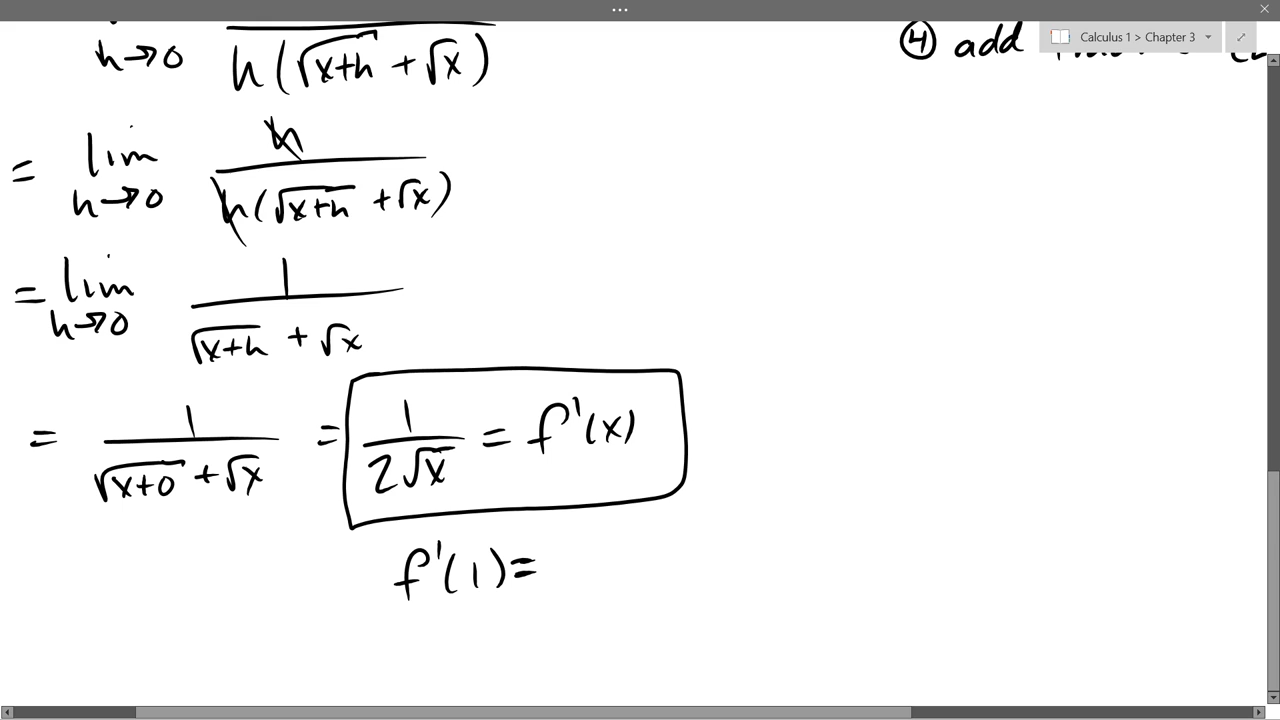 ...
④ add
Calculus 1 > Chapter 3
h→0 h(√x+h + √x)
= lim h
h→0 h(√x+h + √x)
= lim 1
h→0 √x+h + √x
= 1 = 1 = f'(x)
√x+0 + √x 2√x
f'(1)=